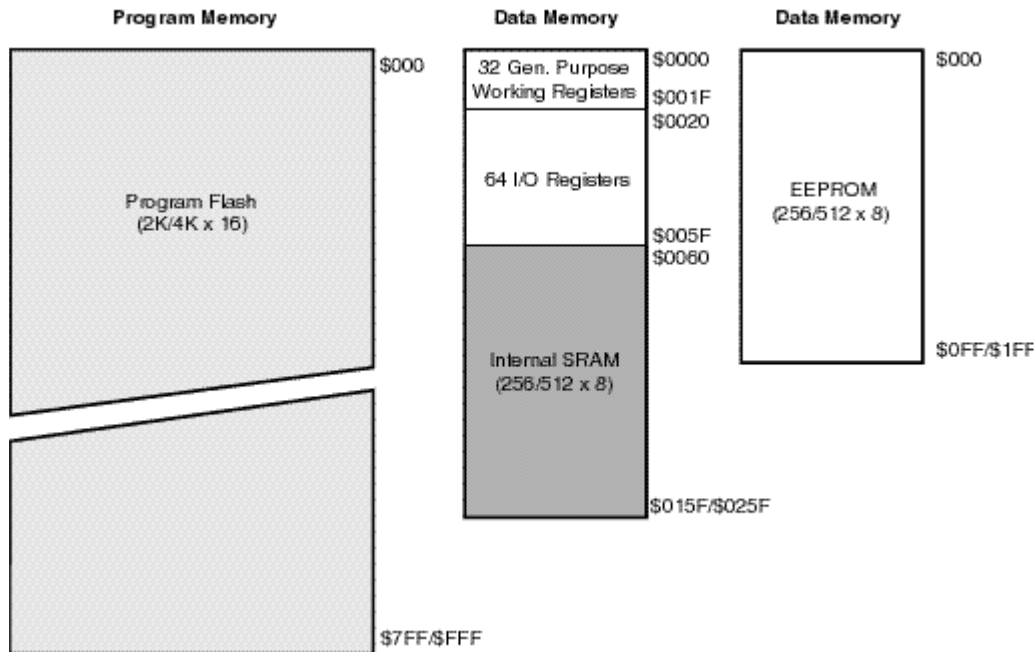 Program Memory
$000
Program Flash
(2K/4K x 16)
$7FF/$FFF
Data Memory
32 Gen. Purpose
Working Registers
$0000
$001F
$0020
64 I/O Registers
$005F
$0060
Internal SRAM
(256/512 x 8)
$015F/$025F
Data Memory
$000
EEPROM
(256/512 x 8)
$0FF/$1FF